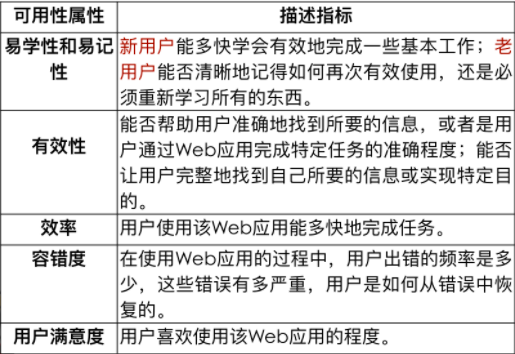 可用性属性 描述指标
易学性和易记性 新用户能多快学会有效地完成一些基本工作；老
用户能否清晰地记得如何再次有效使用，还是必
须重新学习所有的东西。
有效性 能否帮助用户准确地找到所要的信息，或者是用
户通过Web应用完成特定任务的准确程度；能否
让用户完整地找到自己所要的信息或实现特定目
的。
效率 用户使用该Web应用能多快地完成任务。
容错度 在使用Web应用的过程中，用户出错的频率是多
少，这些错误有多严重，用户是如何从错误中恢
复的。
用户满意度 用户喜欢使用该Web应用的程度。